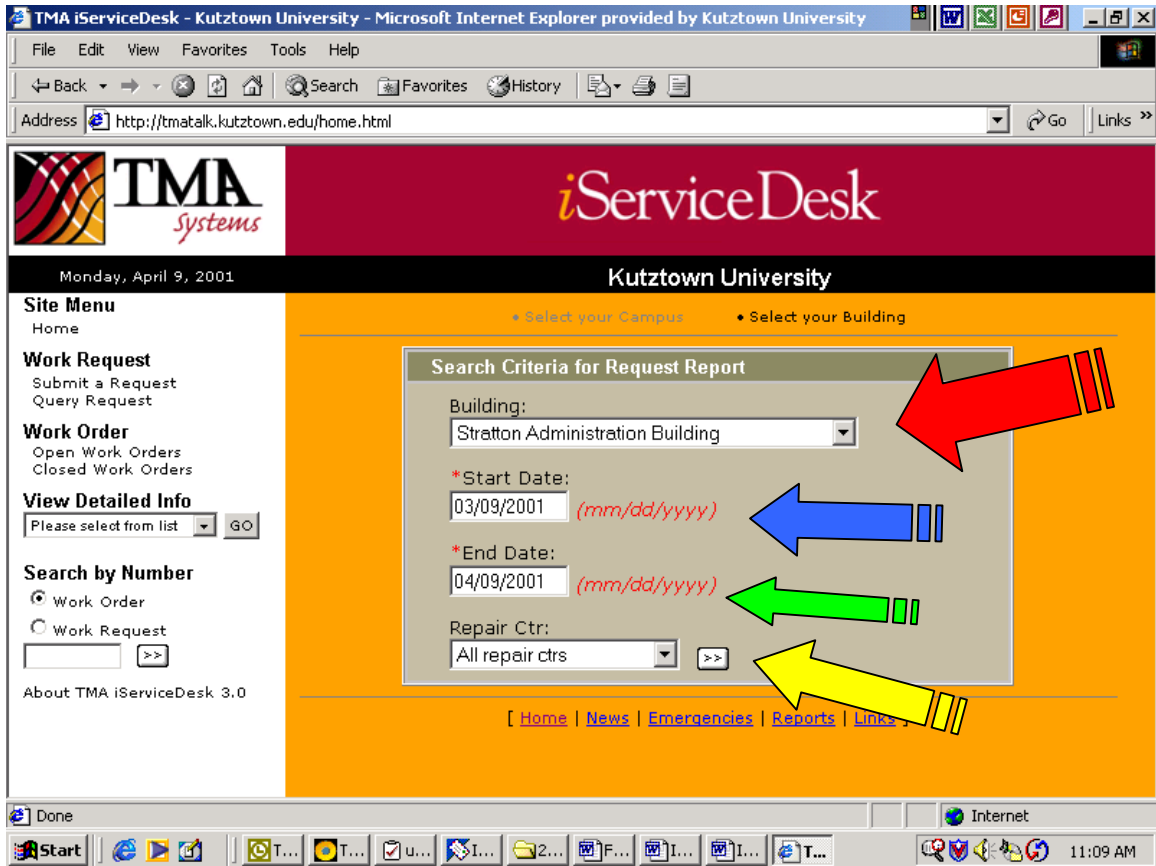 TMA iServiceDesk - Kutztown University - Microsoft Internet Explorer provided by Kutztown University
File Edit View Favorites Tools Help
Back Search Favorites History
Address http://tmatalk.kutztown.edu/home.html Go Links »
TMA
Systems
iServiceDesk
Monday, April 9, 2001
Kutztown University
Site Menu
Home
Work Request
Submit a Request
Query Request
Work Order
Open Work Orders
Closed Work Orders
View Detailed Info
Please select from list GO
Search by Number
Work Order
Work Request
>>
About TMA iServiceDesk 3.0
• Select your Campus • Select your Building
Search Criteria for Request Report
Building:
Stratton Administration Building
*Start Date:
03/09/2001 (mm/dd/yyyy)
*End Date:
04/09/2001 (mm/dd/yyyy)
Repair Ctr:
All repair ctrs >>
[ Home | News | Emergencies | Reports | Links ]
Done Internet
Start T... T... u... I... 2... F... I... I... T... 11:09 AM